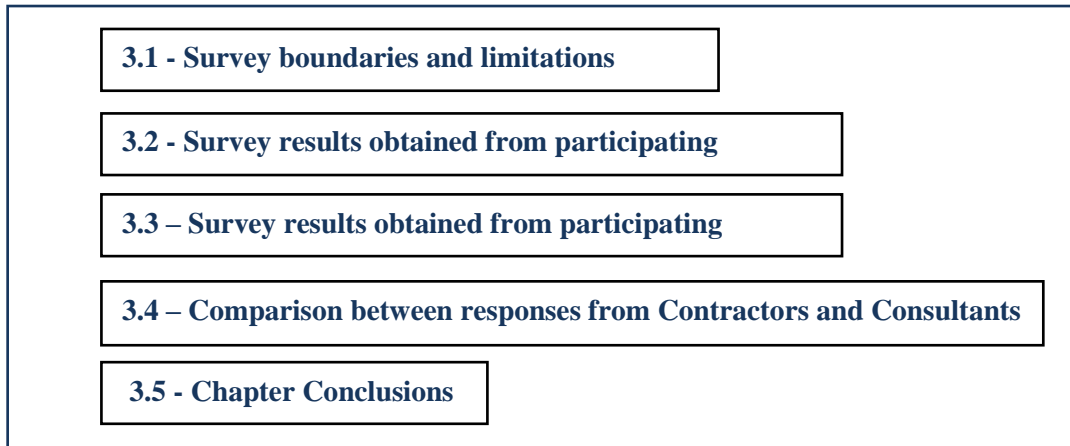 3.1 - Survey boundaries and limitations
3.2 - Survey results obtained from participating
3.3 – Survey results obtained from participating
3.4 – Comparison between responses from Contractors and Consultants
3.5 - Chapter Conclusions